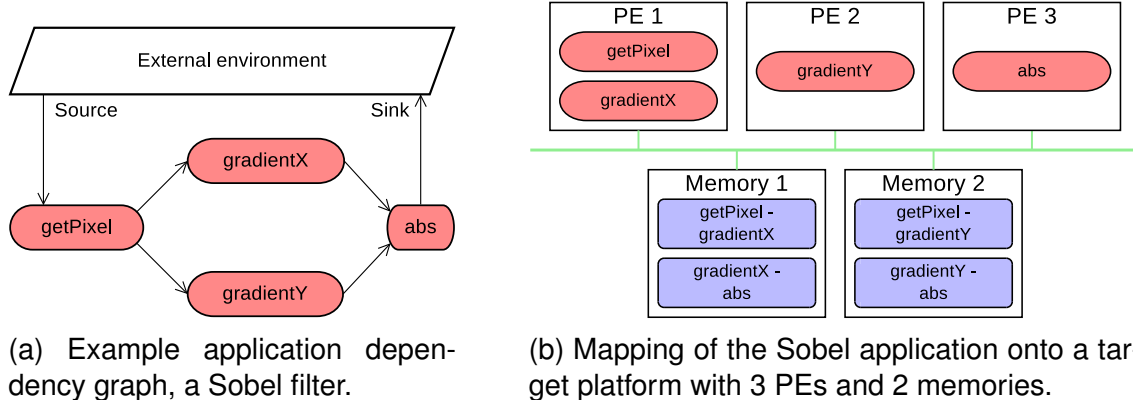 External environment
Source
Sink
gradientX
getPixel
abs
gradientY
(a) Example application depen-
dency graph, a Sobel filter.
PE 1
getPixel
gradientX
PE 2
gradientY
PE 3
abs
Memory 1
getPixel -
gradientX
gradientX -
abs
Memory 2
getPixel -
gradientY
gradientY -
abs
(b) Mapping of the Sobel application onto a tar-
get platform with 3 PEs and 2 memories.